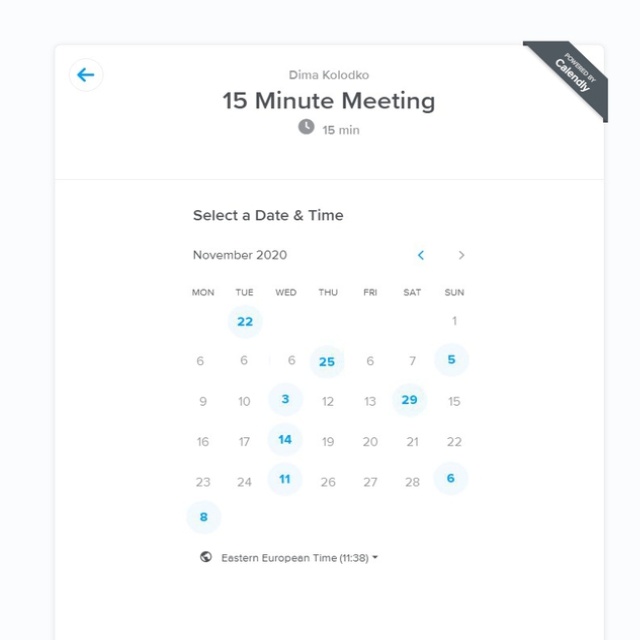 POWERED BY
Calendly
Dima Kolodko
15 Minute Meeting
15 min
Select a Date & Time
November 2020
MON TUE WED THU FRI SAT SUN
22 1
6 6 6 25 6 7 5
9 10 3 12 13 29 15
16 17 14 19 20 21 22
23 24 11 26 27 28 6
8
Eastern European Time (11:38)